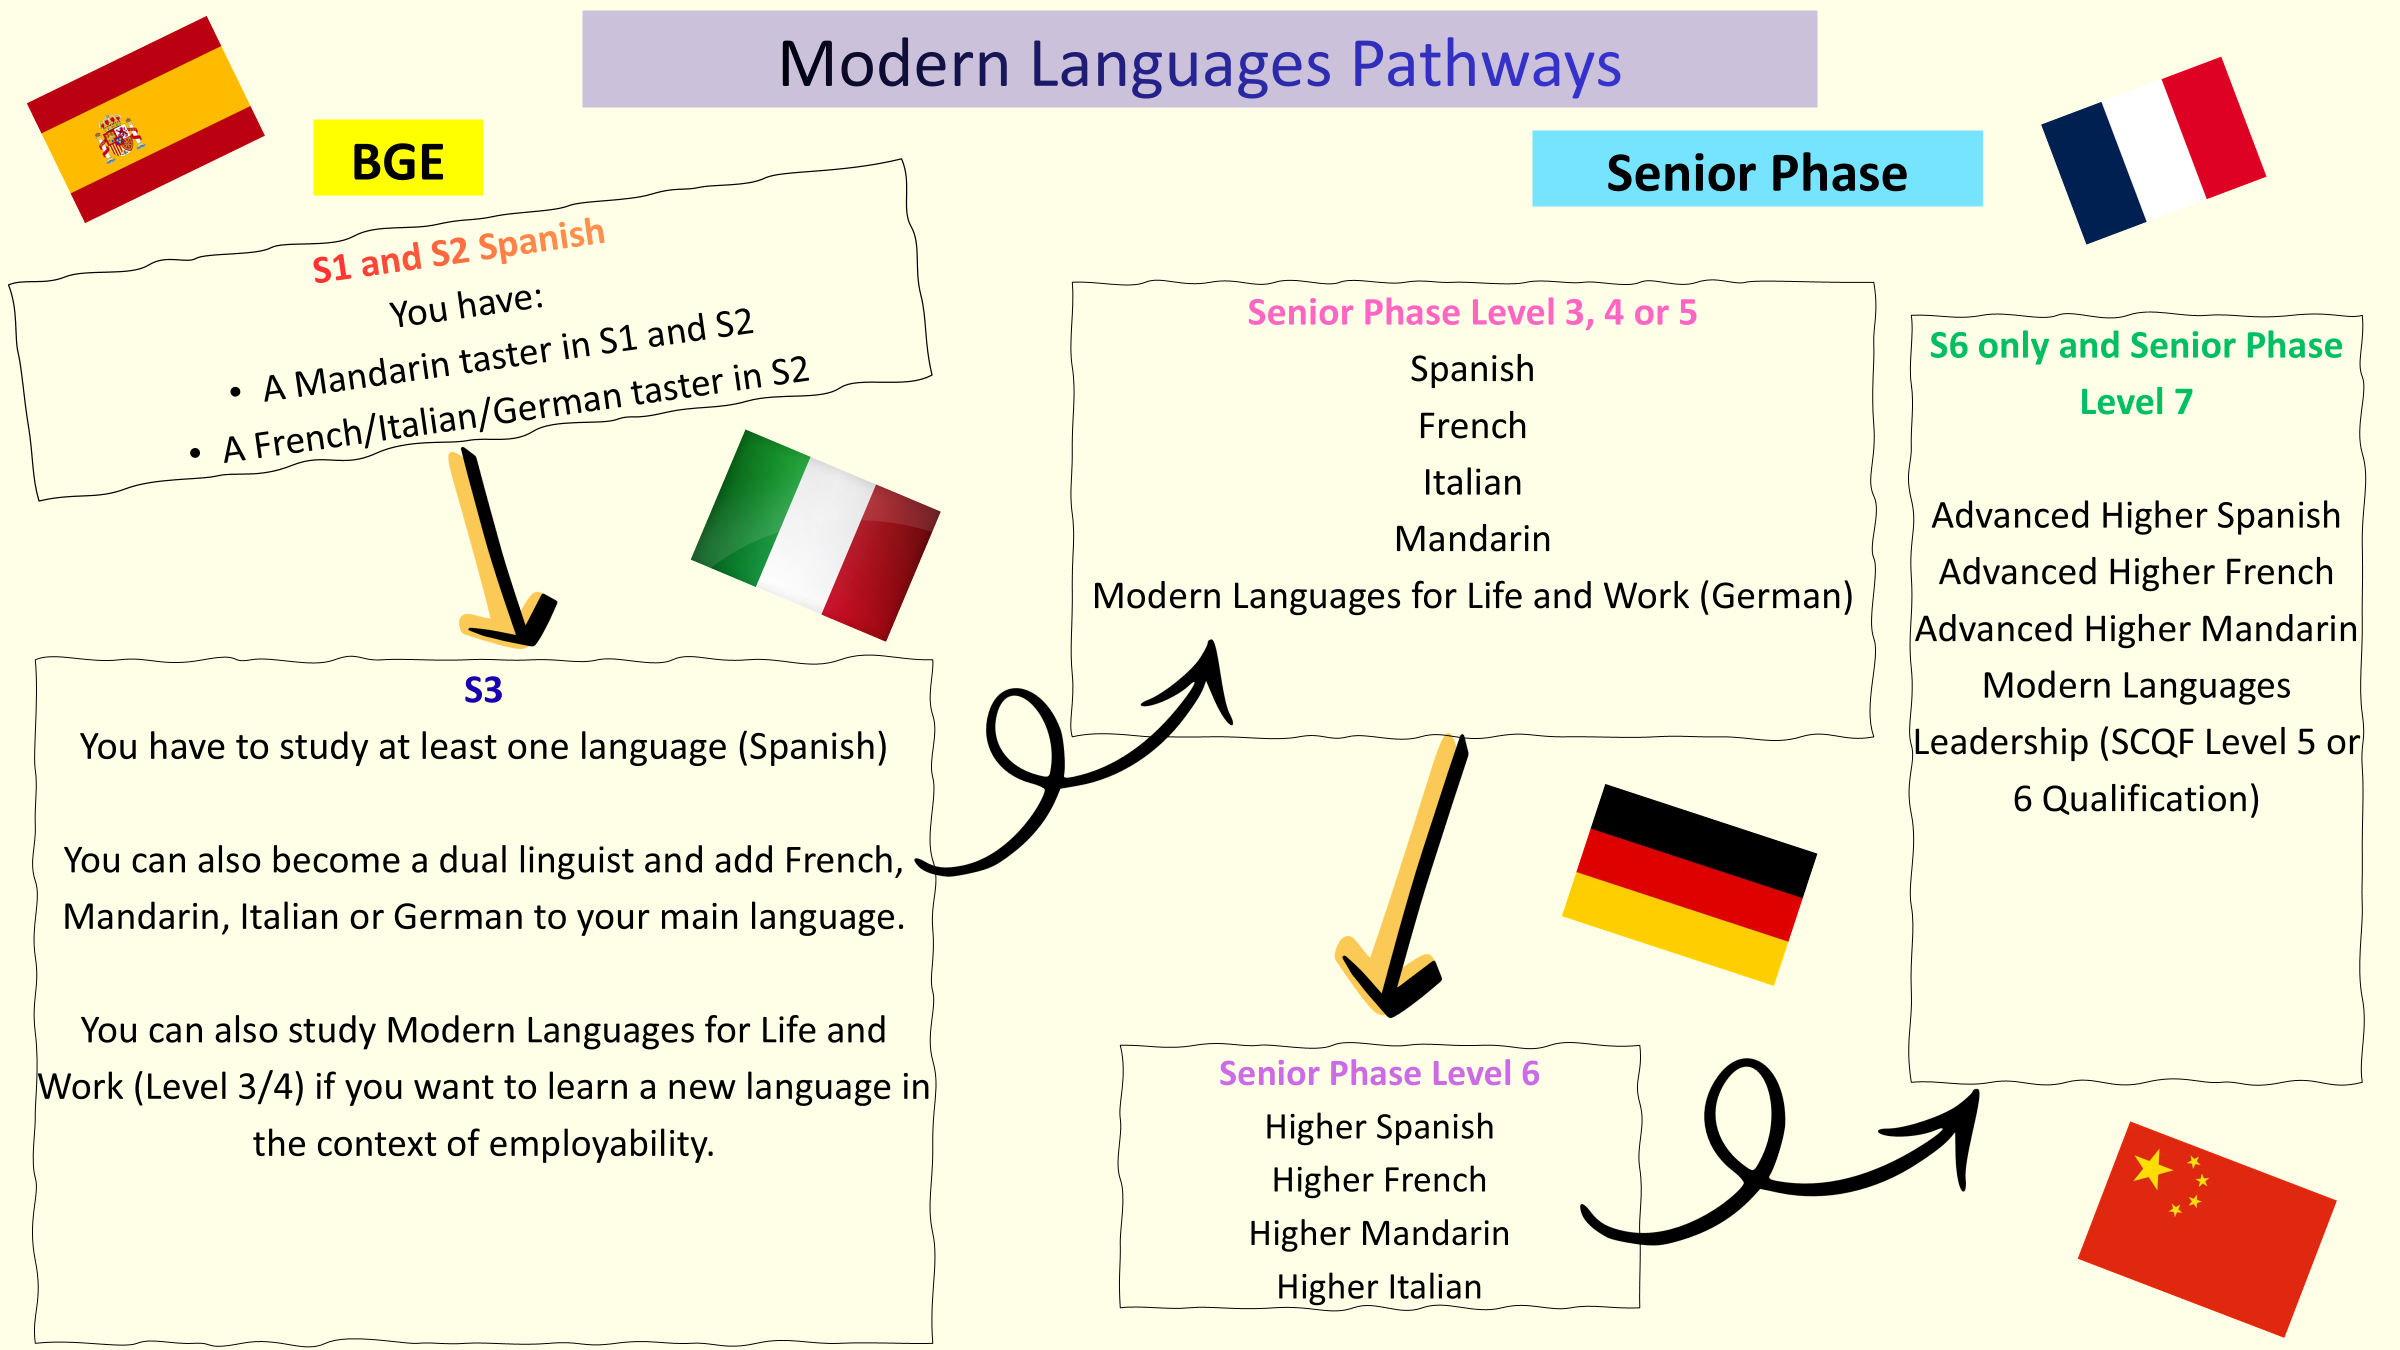 Modern Languages Pathways
BGE
S1 and S2 Spanish
You have:
• A Mandarin taster in S1 and S2
• A French/Italian/German taster in S2
S3
You have to study at least one language (Spanish)
You can also become a dual linguist and add French,
Mandarin, Italian or German to your main language.
You can also study Modern Languages for Life and
Work (Level 3/4) if you want to learn a new language in
the context of employability.
Senior Phase
Senior Phase Level 3, 4 or 5
Spanish
French
Italian
Mandarin
Modern Languages for Life and Work (German)
Senior Phase Level 6
Higher Spanish
Higher French
Higher Mandarin
Higher Italian
S6 only and Senior Phase
Level 7
Advanced Higher Spanish
Advanced Higher French
Advanced Higher Mandarin
Modern Languages
Leadership (SCQF Level 5 or
6 Qualification)